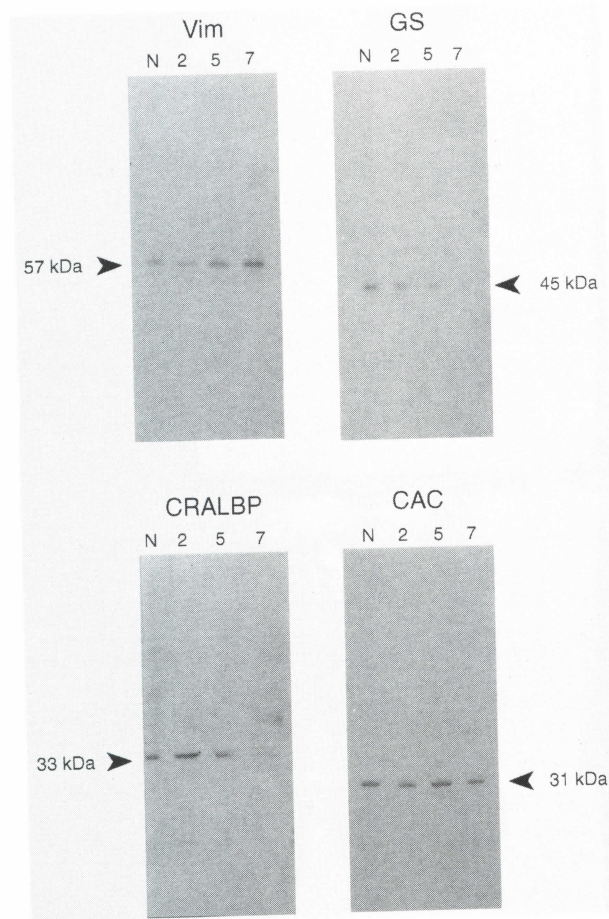 Vim
N 2 5 7
57 kDa
GS
N 2 5 7
45 kDa
CRALBP
N 2 5 7
33 kDa
CAC
N 2 5 7
31 kDa